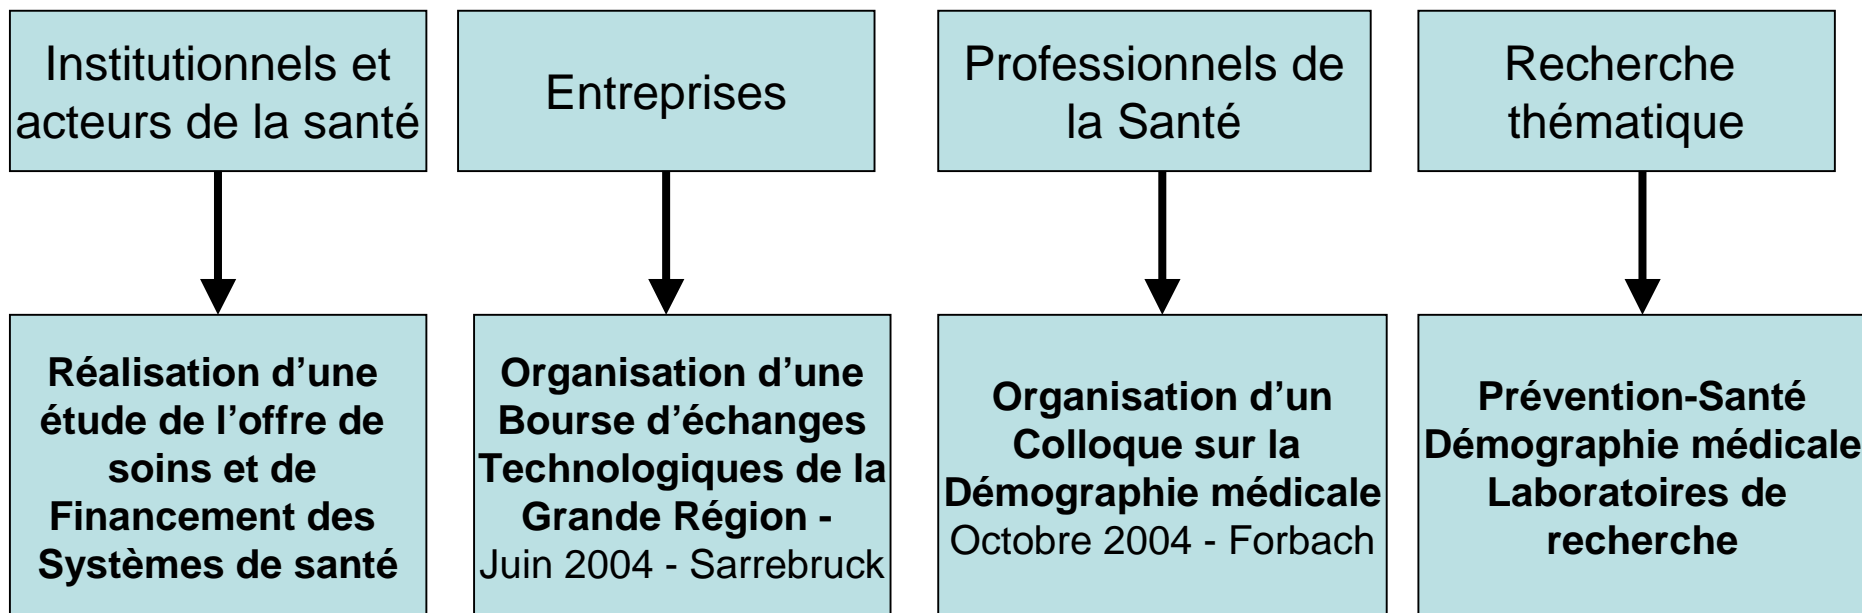 Institutionnels et
acteurs de la santé
Entreprises
Professionnels de
la Santé
Recherche
thématique
Réalisation d’une
étude de l’offre de
soins et de
Financement des
Systèmes de santé
Organisation d’une
Bourse d’échanges
Technologiques de la
Grande Région -
Juin 2004 - Sarrebruck
Organisation d’un
Colloque sur la
Démographie médicale
Octobre 2004 - Forbach
Prévention-Santé
Démographie médicale
Laboratoires de
recherche